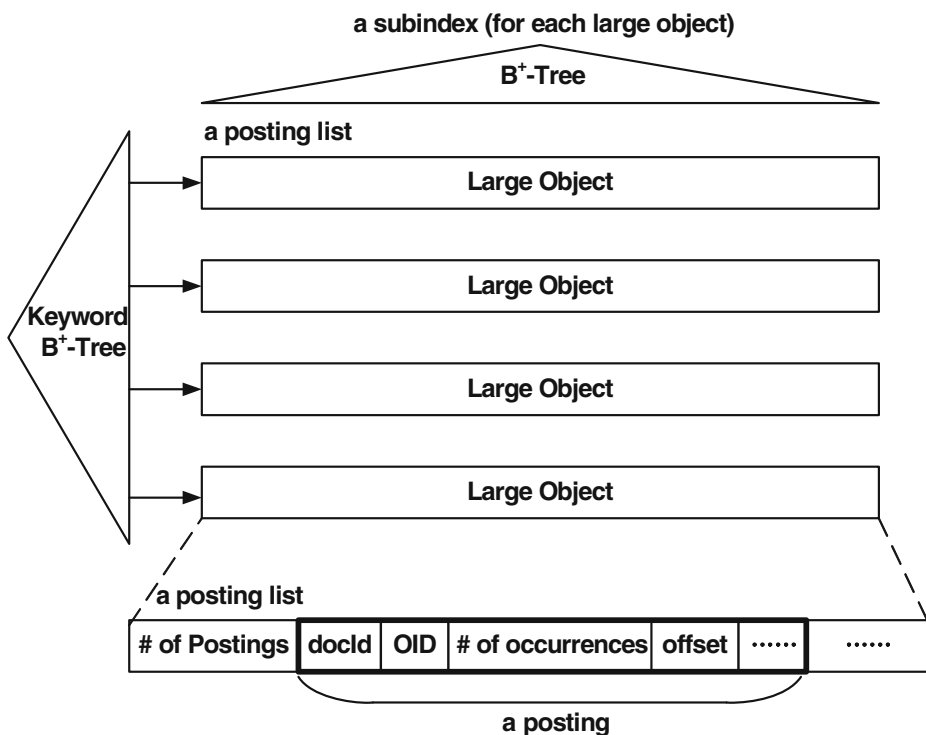 a subindex (for each large object)
B+-Tree
a posting list
Large Object
Large Object
Keyword
B+-Tree
Large Object
Large Object
a posting list
# of Postings docId OID # of occurrences offset ...... ......
a posting